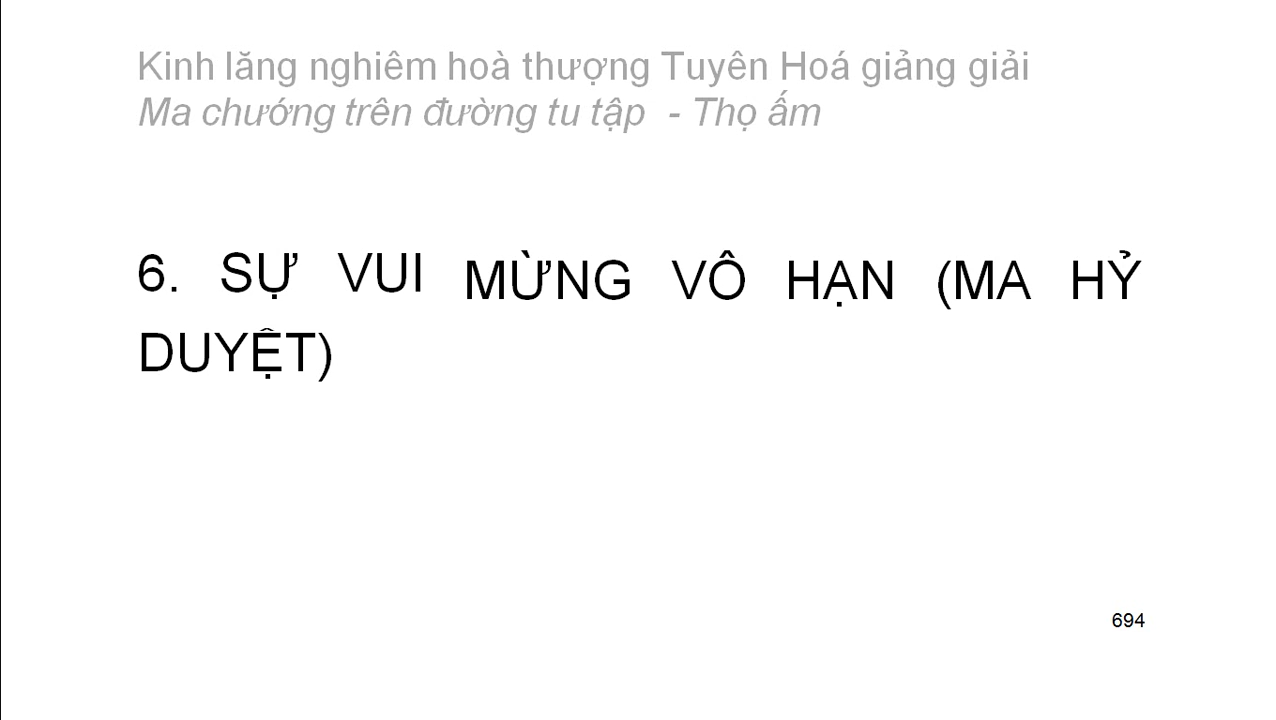 Kinh lăng nghiêm hoà thượng Tuyên Hoá giảng giải
Ma chướng trên đường tu tập - Thọ ấm
6. SỰ VUI MỪNG VÔ HẠN (MA HỶ
DUYỆT)
694